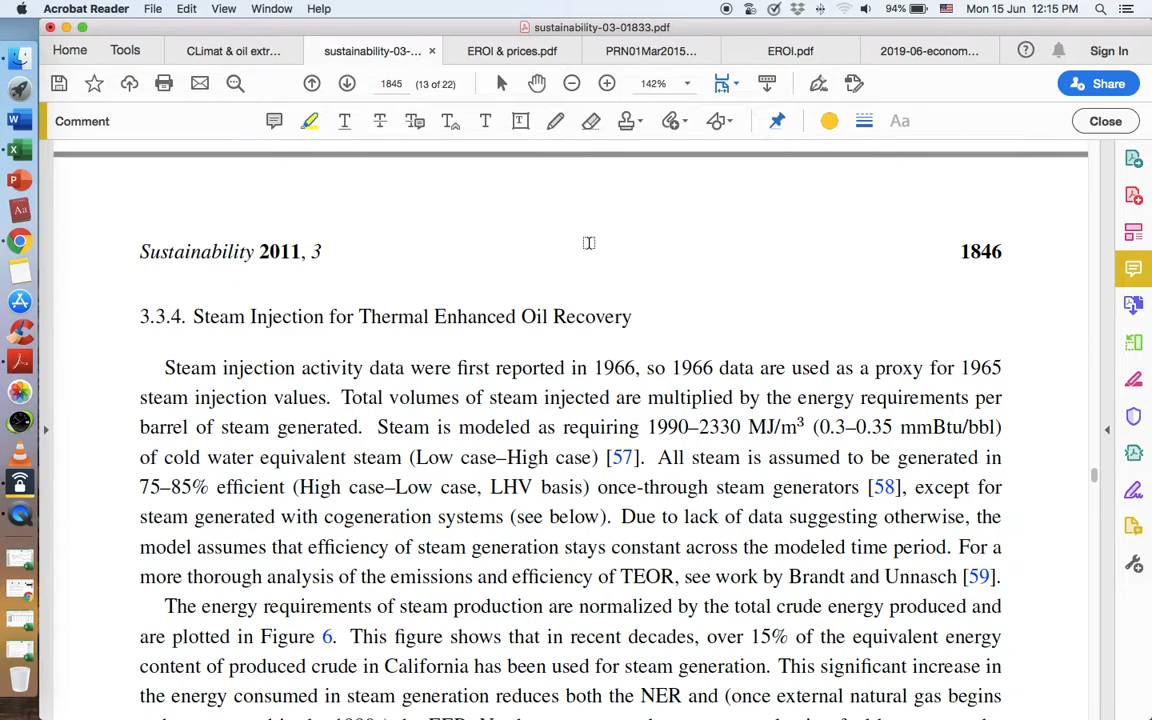 Acrobat Reader File Edit View Window Help 94% Mon 15 Jun 12:15 PM
sustainability-03-01833.pdf
Home Tools CLimat & oil extr... sustainability-03-... × EROI & prices.pdf PRN01Mar2015... EROI.pdf 2019-06-econom... Sign In
1845 (13 of 22) 142% Share
Comment Aa Close
Sustainability 2011, 3 1846
3.3.4. Steam Injection for Thermal Enhanced Oil Recovery
Steam injection activity data were first reported in 1966, so 1966 data are used as a proxy for 1965
steam injection values. Total volumes of steam injected are multiplied by the energy requirements per
barrel of steam generated. Steam is modeled as requiring 1990–2330 MJ/m³ (0.3–0.35 mmBtu/bbl)
of cold water equivalent steam (Low case–High case) [57]. All steam is assumed to be generated in
75–85% efficient (High case–Low case, LHV basis) once-through steam generators [58], except for
steam generated with cogeneration systems (see below). Due to lack of data suggesting otherwise, the
model assumes that efficiency of steam generation stays constant across the modeled time period. For a
more thorough analysis of the emissions and efficiency of TEOR, see work by Brandt and Unnasch [59].
The energy requirements of steam production are normalized by the total crude energy produced and
are plotted in Figure 6. This figure shows that in recent decades, over 15% of the equivalent energy
content of produced crude in California has been used for steam generation. This significant increase in
the energy consumed in steam generation reduces both the NER and (once external natural gas begins